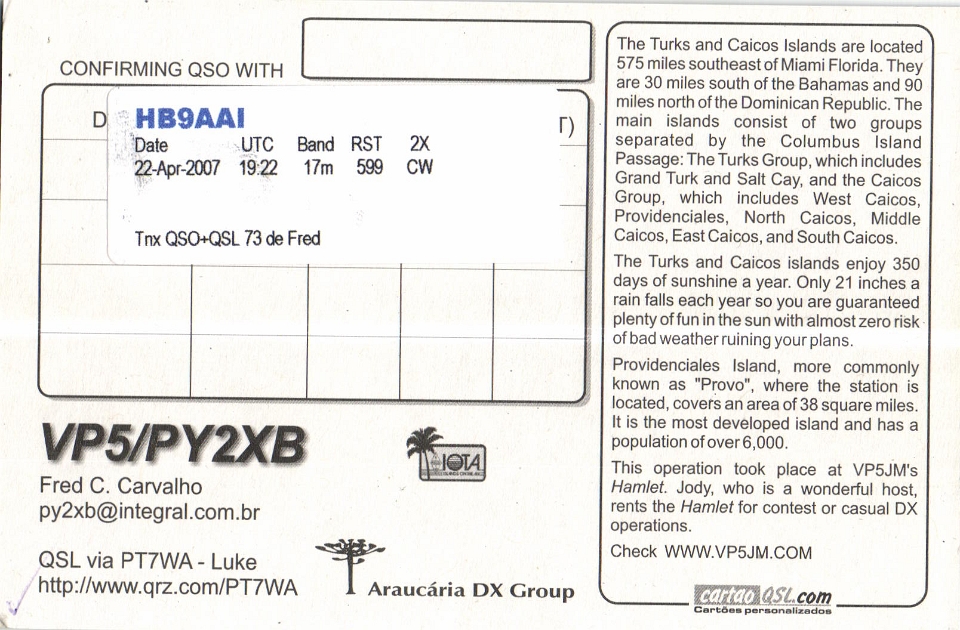 CONFIRMING QSO WITH
D
T)
HB9AAI
Date UTC Band RST 2X
22-Apr-2007 19:22 17m 599 CW
Tnx QSO+QSL 73 de Fred
VP5/PY2XB
Fred C. Carvalho
py2xb@integral.com.br
IOTA
QSL via PT7WA - Luke
http://www.qrz.com/PT7WA
Araucária DX Group
The Turks and Caicos Islands are located
575 miles southeast of Miami Florida. They
are 30 miles south of the Bahamas and 90
miles north of the Dominican Republic. The
main islands consist of two groups
separated by the Columbus Island
Passage: The Turks Group, which includes
Grand Turk and Salt Cay, and the Caicos
Group, which includes West Caicos,
Providenciales, North Caicos, Middle
Caicos, East Caicos, and South Caicos.
The Turks and Caicos islands enjoy 350
days of sunshine a year. Only 21 inches a
rain falls each year so you are guaranteed
plenty of fun in the sun with almost zero risk
of bad weather ruining your plans.
Providenciales Island, more commonly
known as "Provo", where the station is
located, covers an area of 38 square miles.
It is the most developed island and has a
population of over 6,000.
This operation took place at VP5JM's
Hamlet. Jody, who is a wonderful host,
rents the Hamlet for contest or casual DX
operations.
Check WWW.VP5JM.COM
cartao QSL.com
Cartões personalizados